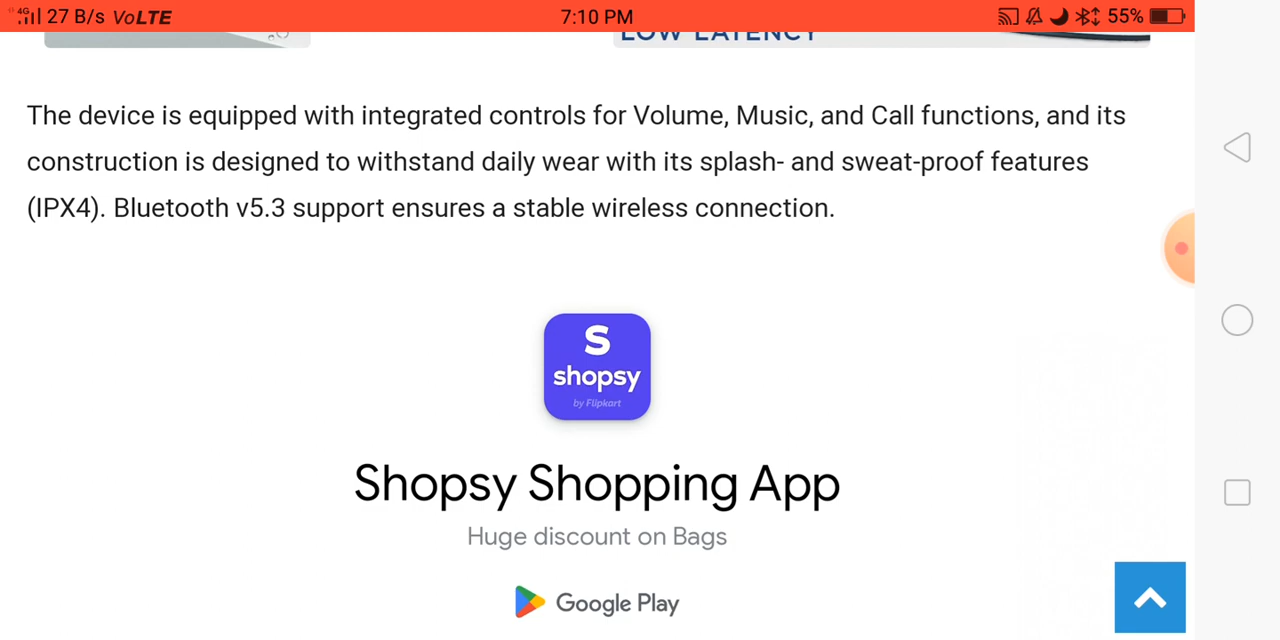 4G 27 B/s VoLTE 7:10 PM 55%
LOW LATENCY
The device is equipped with integrated controls for Volume, Music, and Call functions, and its
construction is designed to withstand daily wear with its splash- and sweat-proof features
(IPX4). Bluetooth v5.3 support ensures a stable wireless connection.
S
shopsy
by Flipkart
Shopsy Shopping App
Huge discount on Bags
Google Play